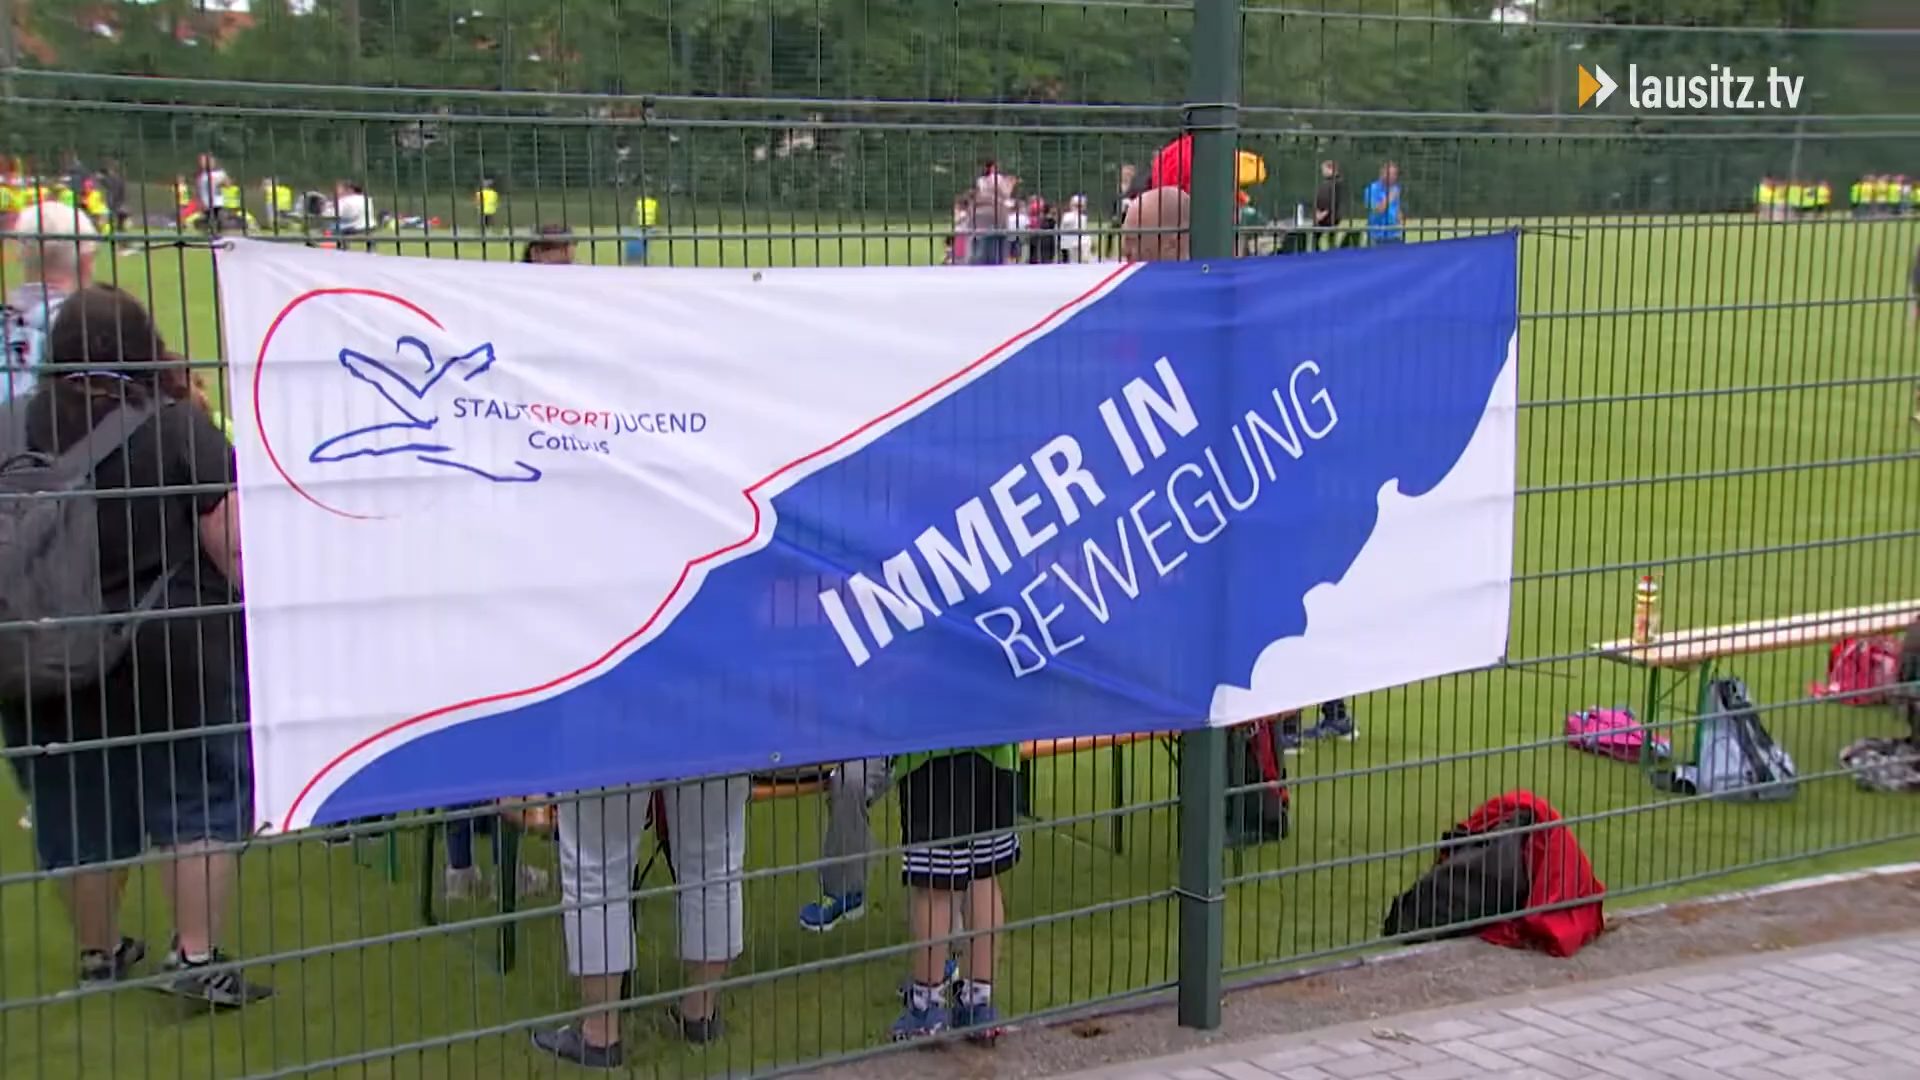 lausitz.tv
STADTSPORTJUGEND
Cottbus
IMMER IN
BEWEGUNG